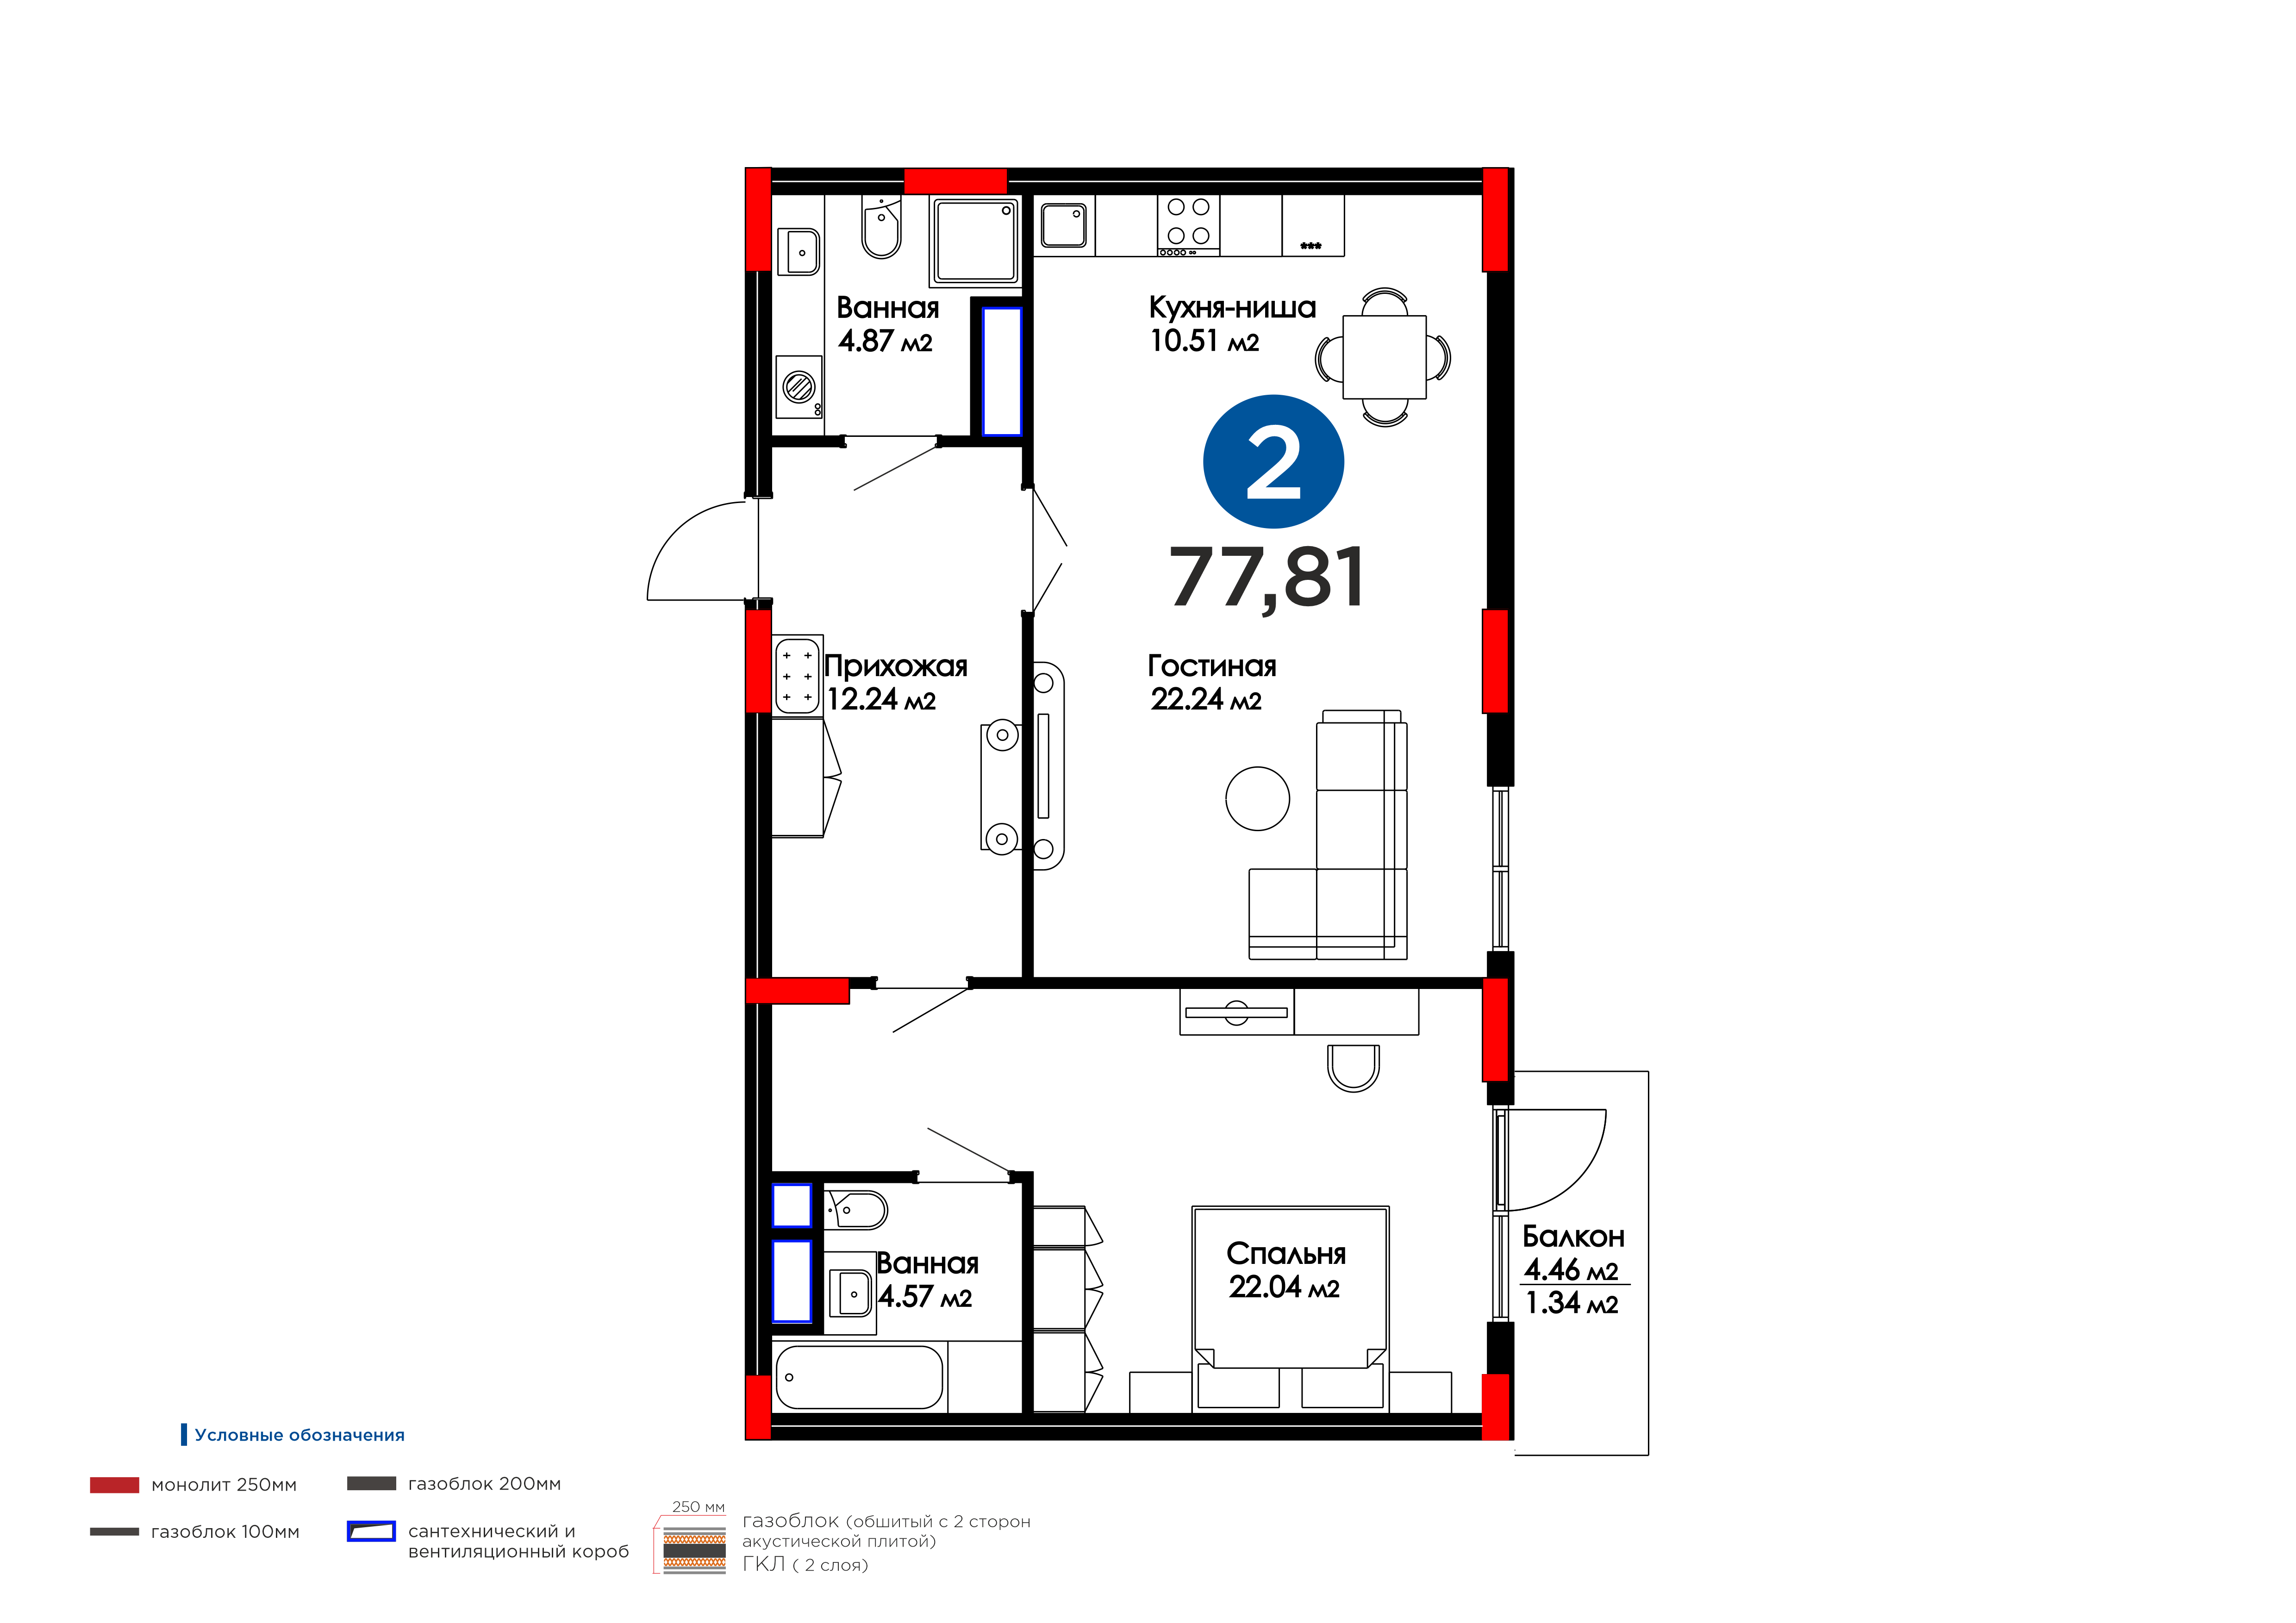 Ванная
4.87 м2
Кухня-ниша
10.51 м2
***
2
77,81
Прихожая
12.24 м2
Гостиная
22.24 м2
Ванная
4.57 м2
Спальня
22.04 м2
Балкон
4.46 м2
1.34 м2
Условные обозначения
монолит 250мм
газоблок 200мм
газоблок 100мм
сантехнический и
вентиляционный короб
250 мм
газоблок (обшитый с 2 сторон
акустической плитой)
ГКЛ ( 2 слоя)